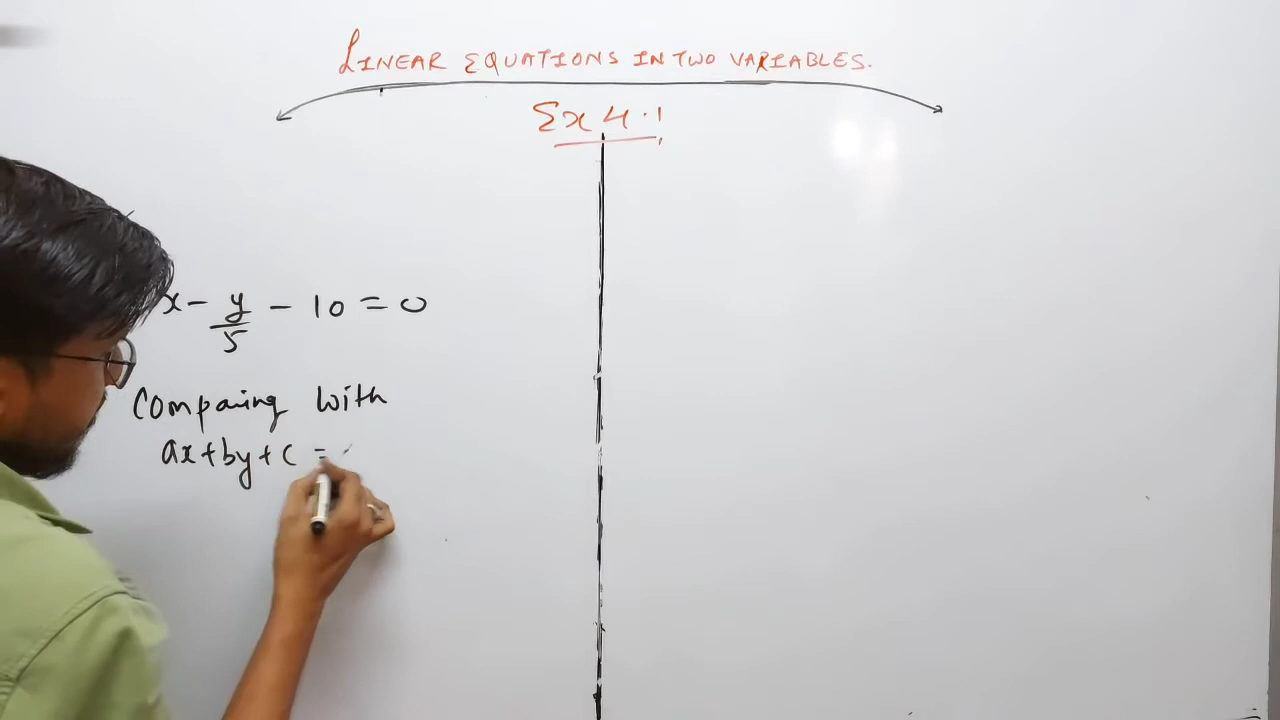 LINEAR EQUATIONS IN TWO VARIABLES.
Ex 4.1
x - y/5 - 10 = 0
Comparing with
ax + by + c =